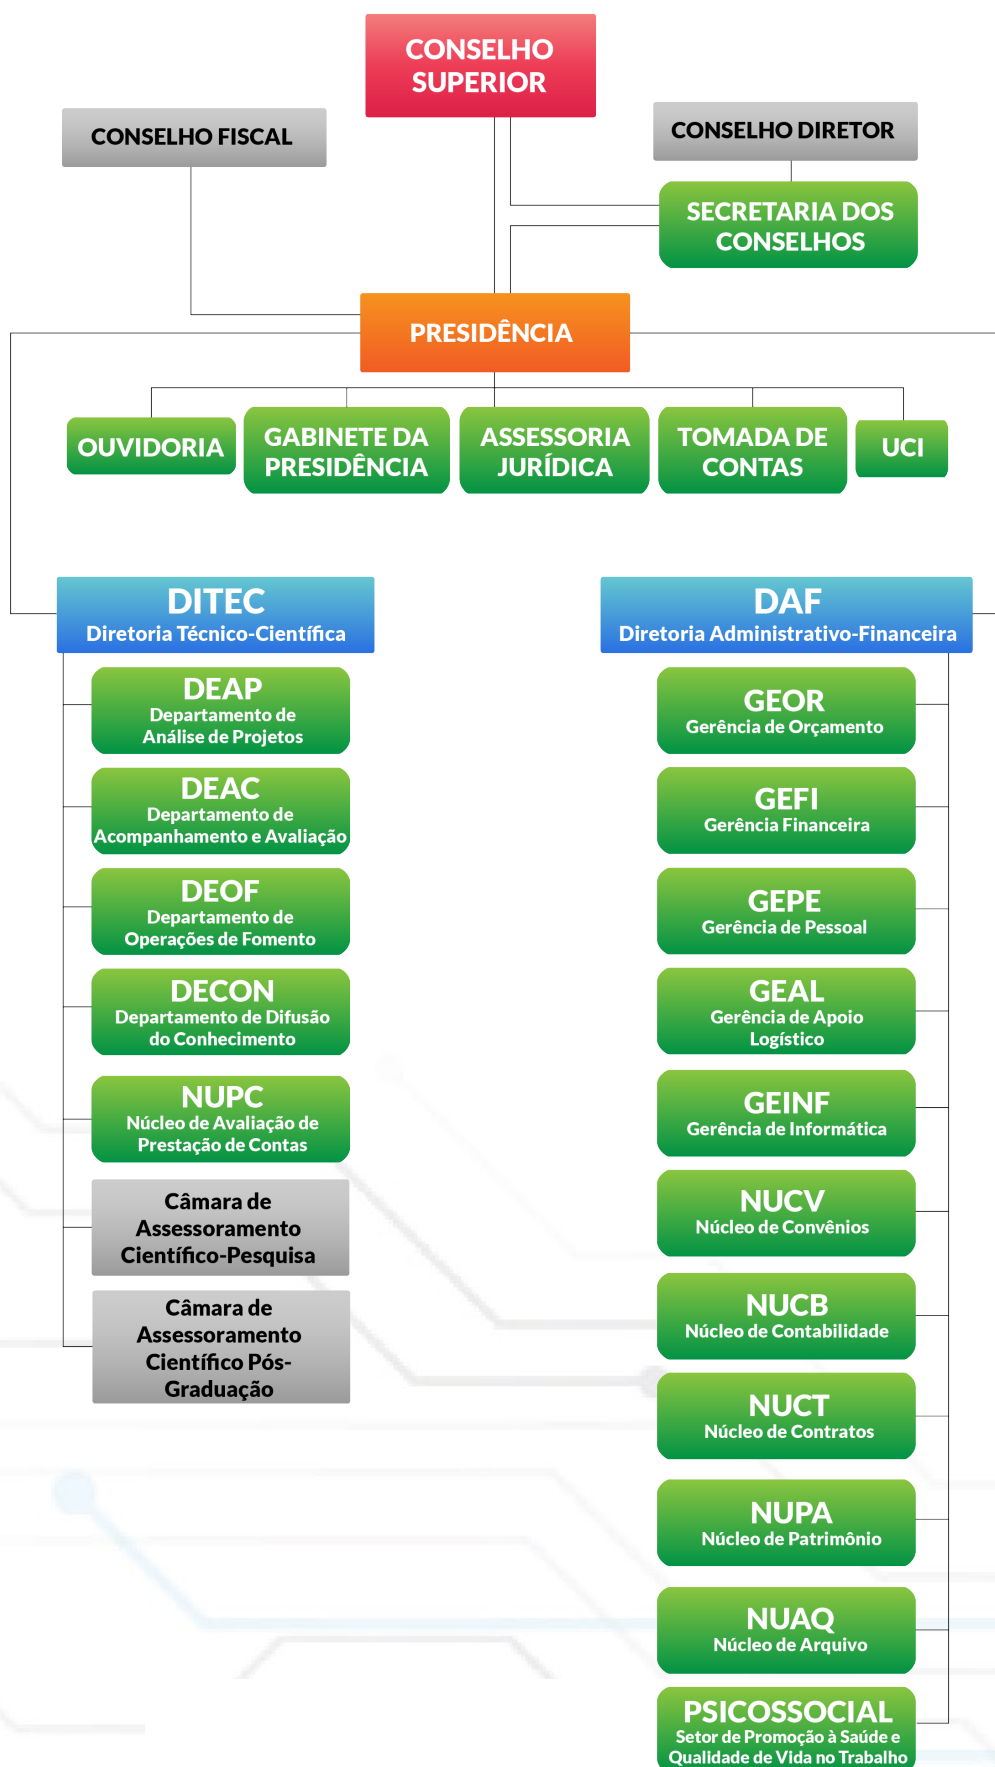 CONSELHO
SUPERIOR
CONSELHO FISCAL
CONSELHO DIRETOR
SECRETARIA DOS
CONSELHOS
PRESIDÊNCIA
OUVIDORIA
GABINETE DA
PRESIDÊNCIA
ASSESSORIA
JURÍDICA
TOMADA DE
CONTAS
UCI
DITEC
Diretoria Técnico-Científica
DEAP
Departamento de
Análise de Projetos
DEAC
Departamento de
Acompanhamento e Avaliação
DEOF
Departamento de
Operações de Fomento
DECON
Departamento de Difusão
do Conhecimento
NUPC
Núcleo de Avaliação de
Prestação de Contas
Câmara de
Assessoramento
Científico-Pesquisa
Câmara de
Assessoramento
Científico Pós-
Graduação
DAF
Diretoria Administrativo-Financeira
GEOR
Gerência de Orçamento
GEFI
Gerência Financeira
GEPE
Gerência de Pessoal
GEAL
Gerência de Apoio
Logístico
GEINF
Gerência de Informática
NUCV
Núcleo de Convênios
NUCB
Núcleo de Contabilidade
NUCT
Núcleo de Contratos
NUPA
Núcleo de Patrimônio
NUAQ
Núcleo de Arquivo
PSICOSSOCIAL
Setor de Promoção à Saúde e
Qualidade de Vida no Trabalho